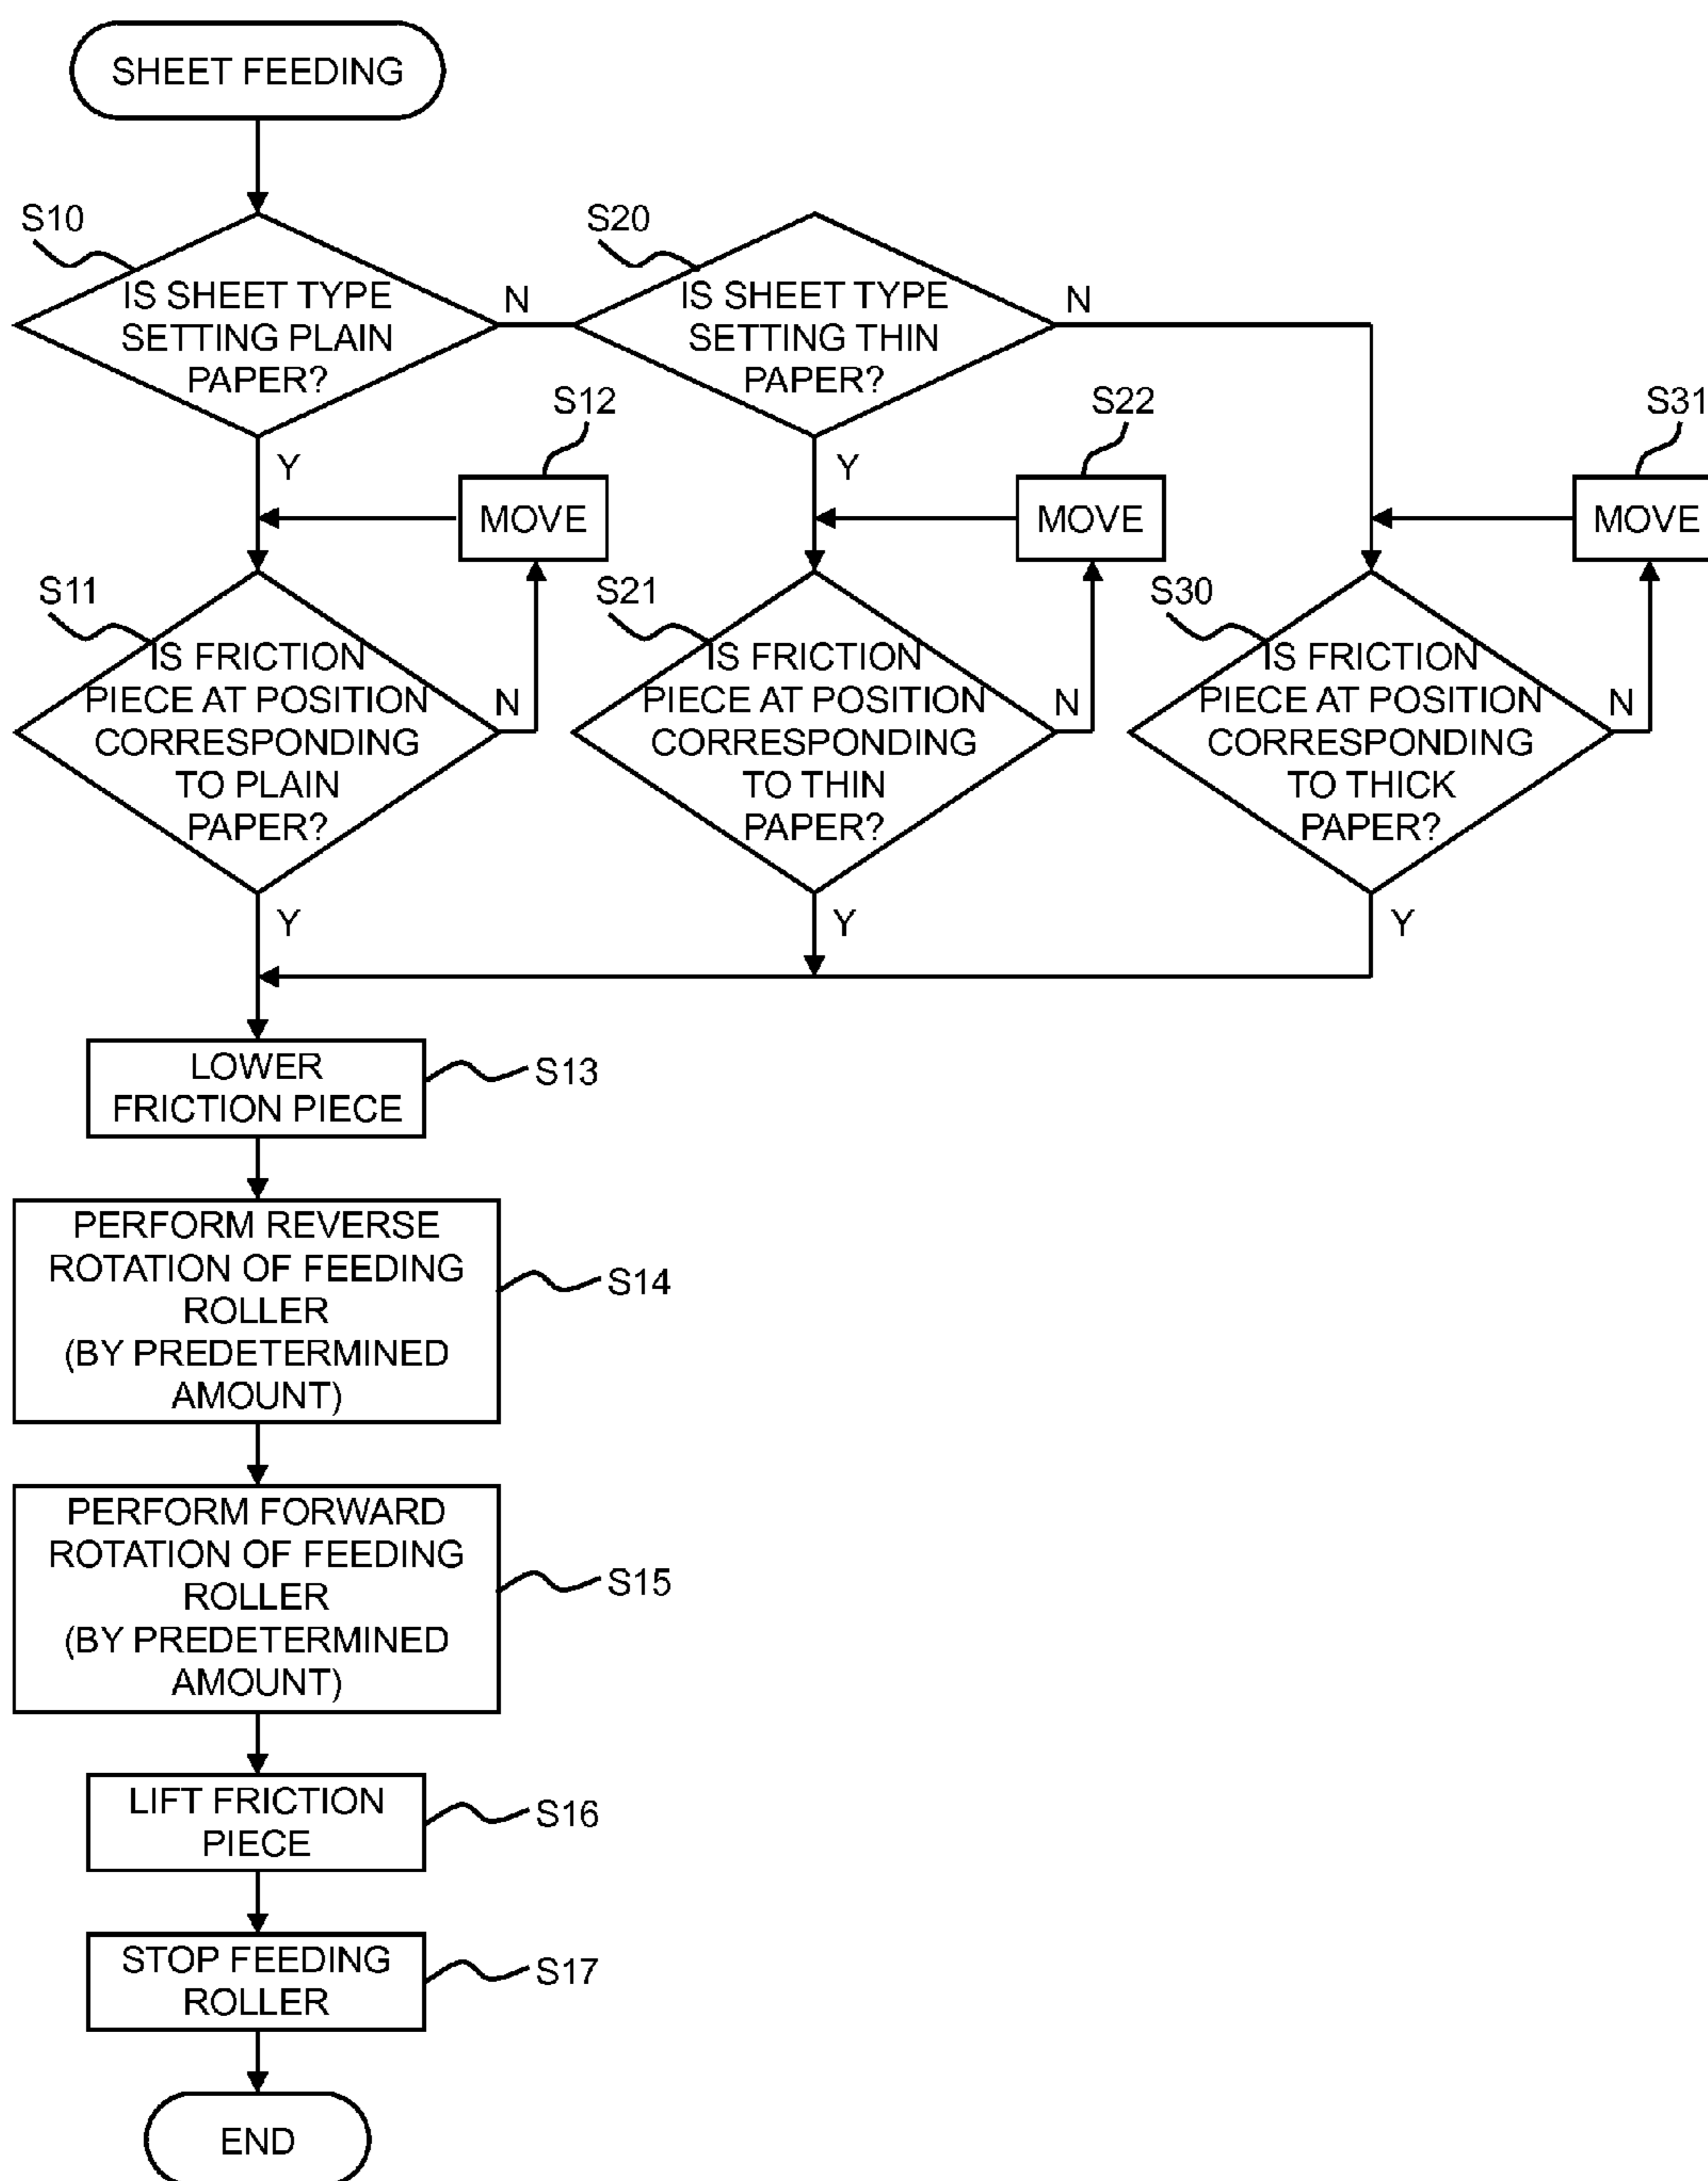 SHEET FEEDING
S10
IS SHEET TYPE
SETTING PLAIN
PAPER?
N
Y
S20
IS SHEET TYPE
SETTING THIN
PAPER?
N
Y
S12
MOVE
S22
MOVE
S31
MOVE
S11
IS FRICTION
PIECE AT POSITION
CORRESPONDING
TO PLAIN
PAPER?
N
Y
S21
IS FRICTION
PIECE AT POSITION
CORRESPONDING
TO THIN
PAPER?
N
Y
S30
IS FRICTION
PIECE AT POSITION
CORRESPONDING
TO THICK
PAPER?
N
Y
LOWER
FRICTION PIECE
S13
PERFORM REVERSE
ROTATION OF FEEDING
ROLLER
(BY PREDETERMINED
AMOUNT)
S14
PERFORM FORWARD
ROTATION OF FEEDING
ROLLER
(BY PREDETERMINED
AMOUNT)
S15
LIFT FRICTION
PIECE
S16
STOP FEEDING
ROLLER
S17
END